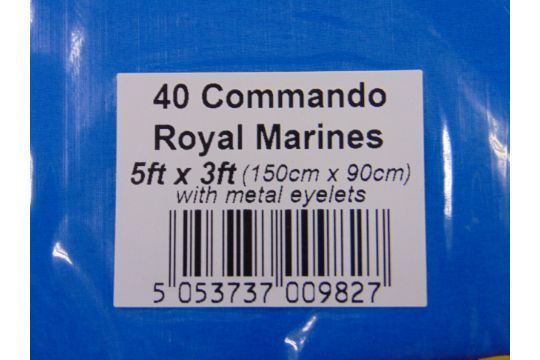 40 Commando
Royal Marines
5ft x 3ft (150cm x 90cm)
with metal eyelets
5 053737 009827